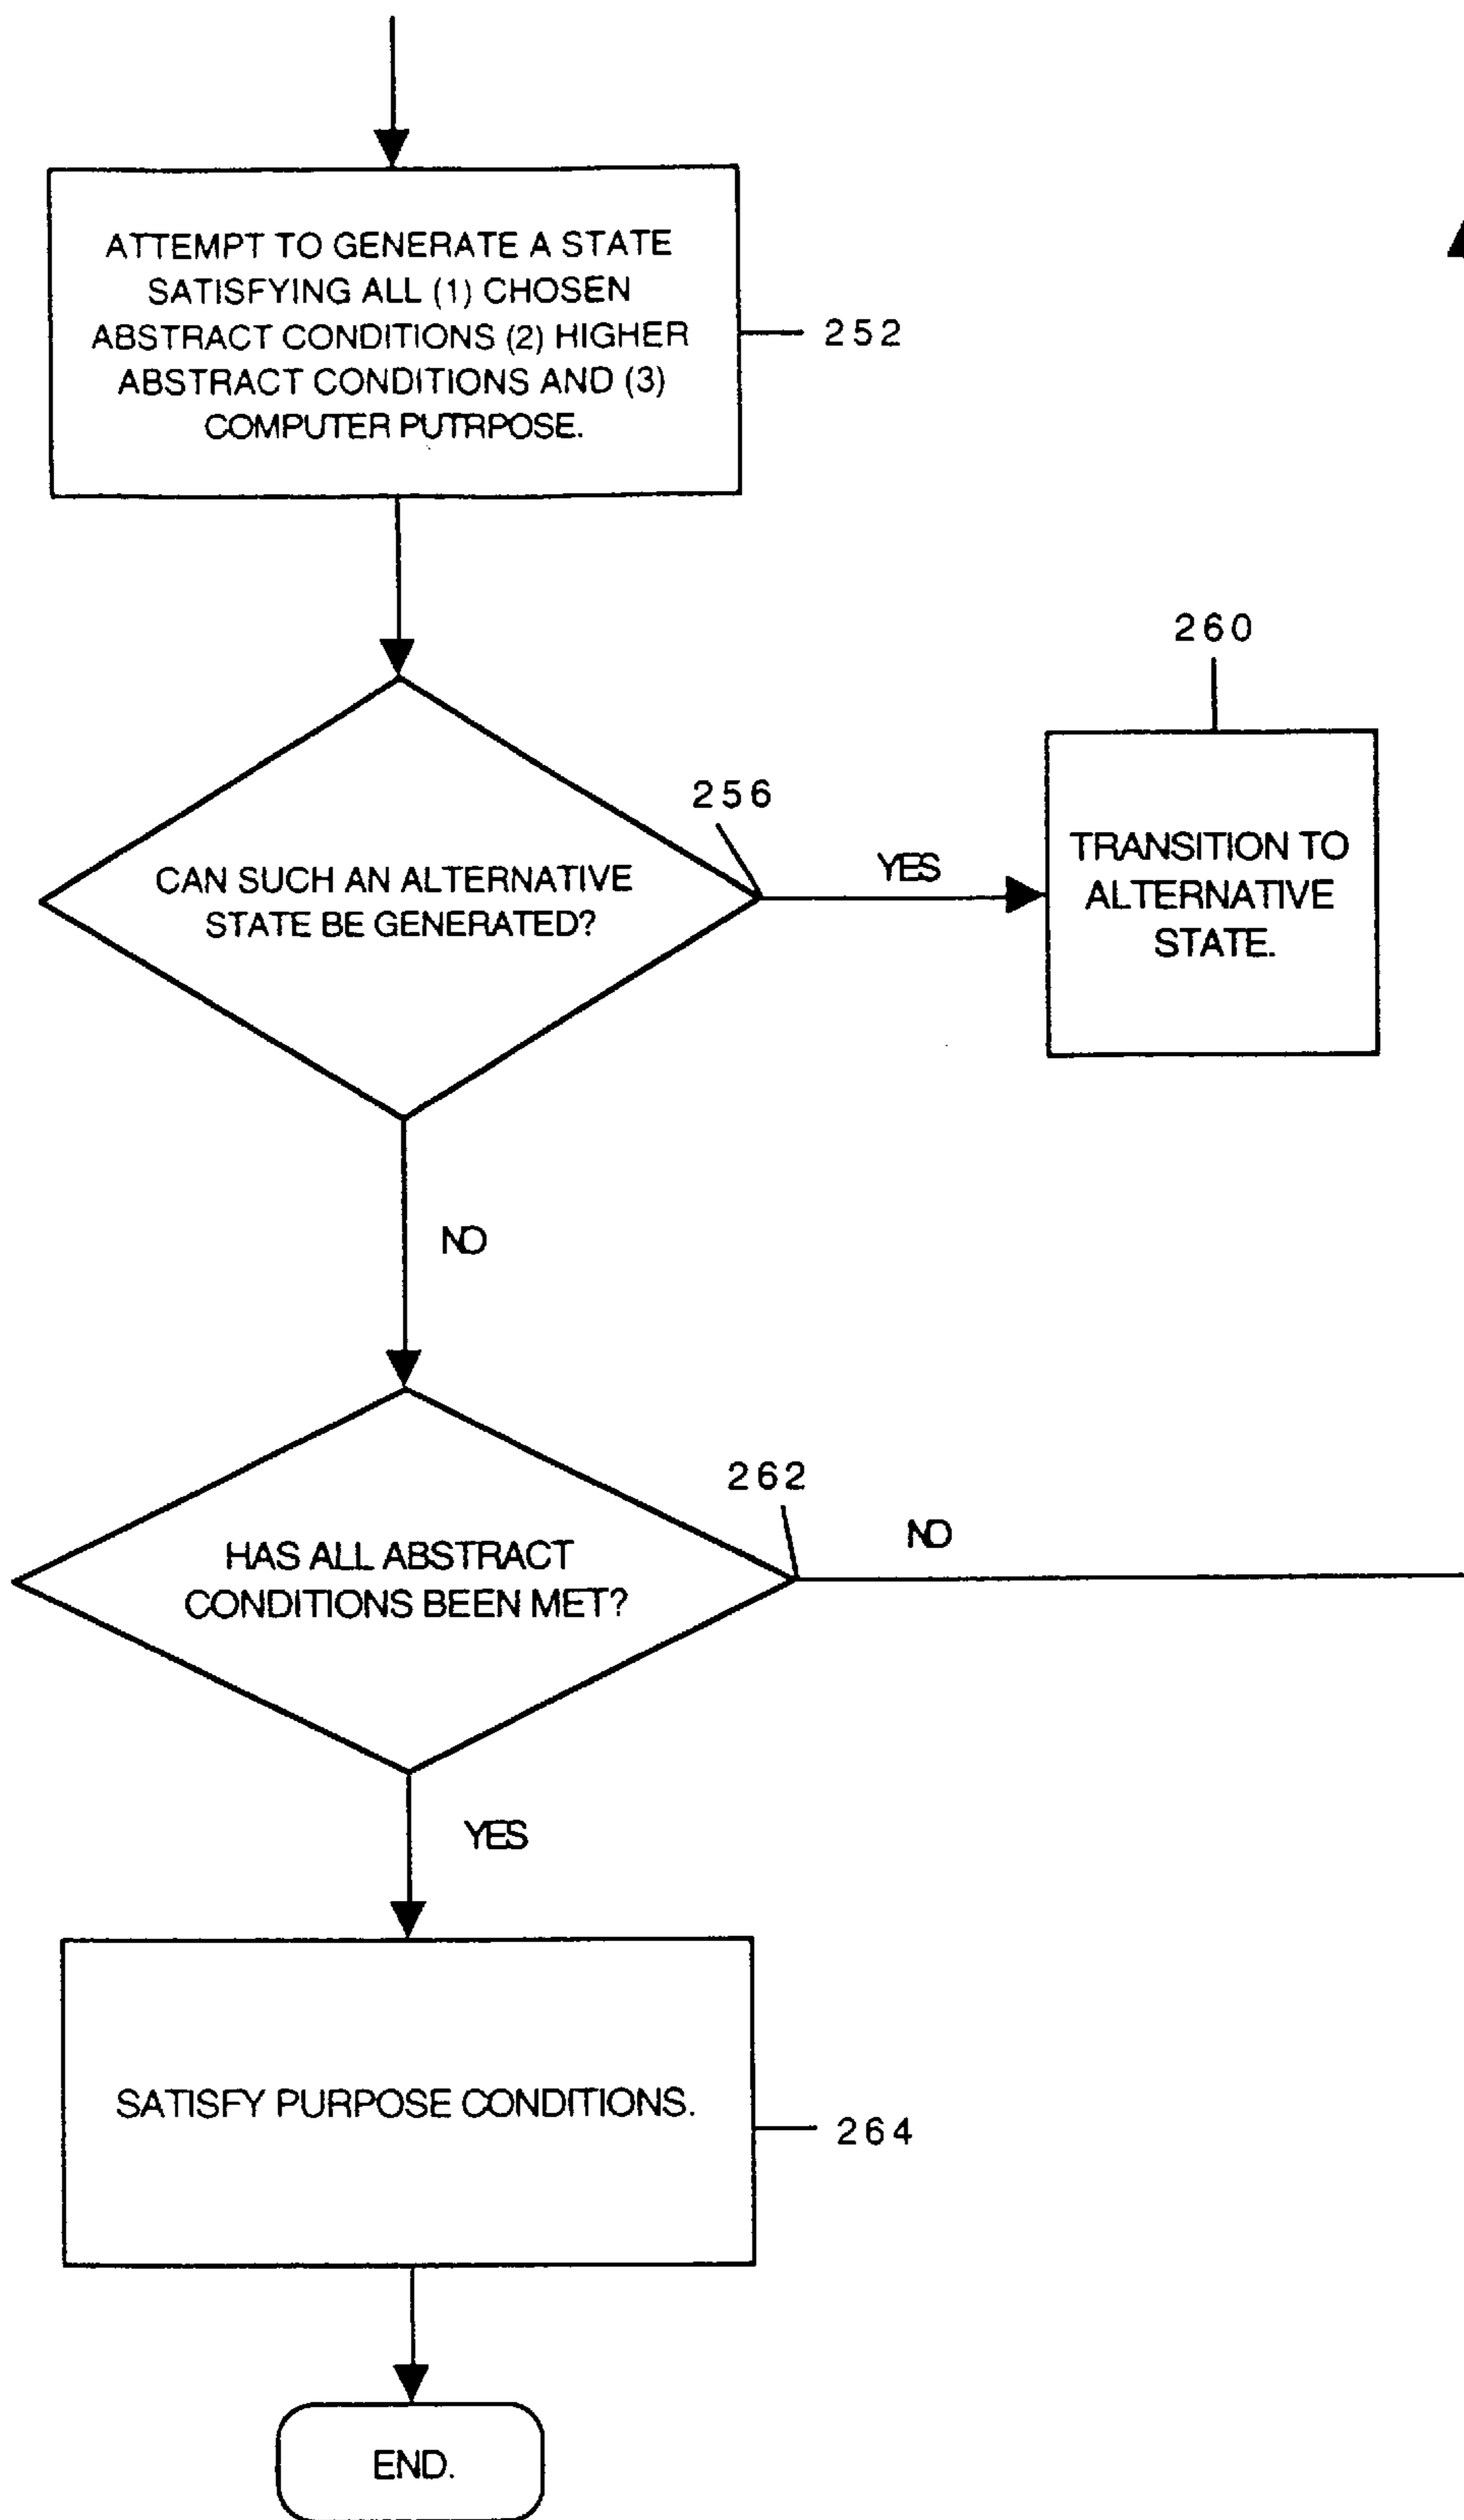 ATTEMPT TO GENERATE A STATE
SATISFYING ALL (1) CHOSEN
ABSTRACT CONDITIONS (2) HIGHER
ABSTRACT CONDITIONS AND (3)
COMPUTER PUTRPOSE.
252
260
256
CAN SUCH AN ALTERNATIVE
STATE BE GENERATED?
YES
TRANSITION TO
ALTERNATIVE
STATE.
NO
262
HAS ALL ABSTRACT
CONDITIONS BEEN MET?
NO
YES
SATISFY PURPOSE CONDITIONS.
264
END.